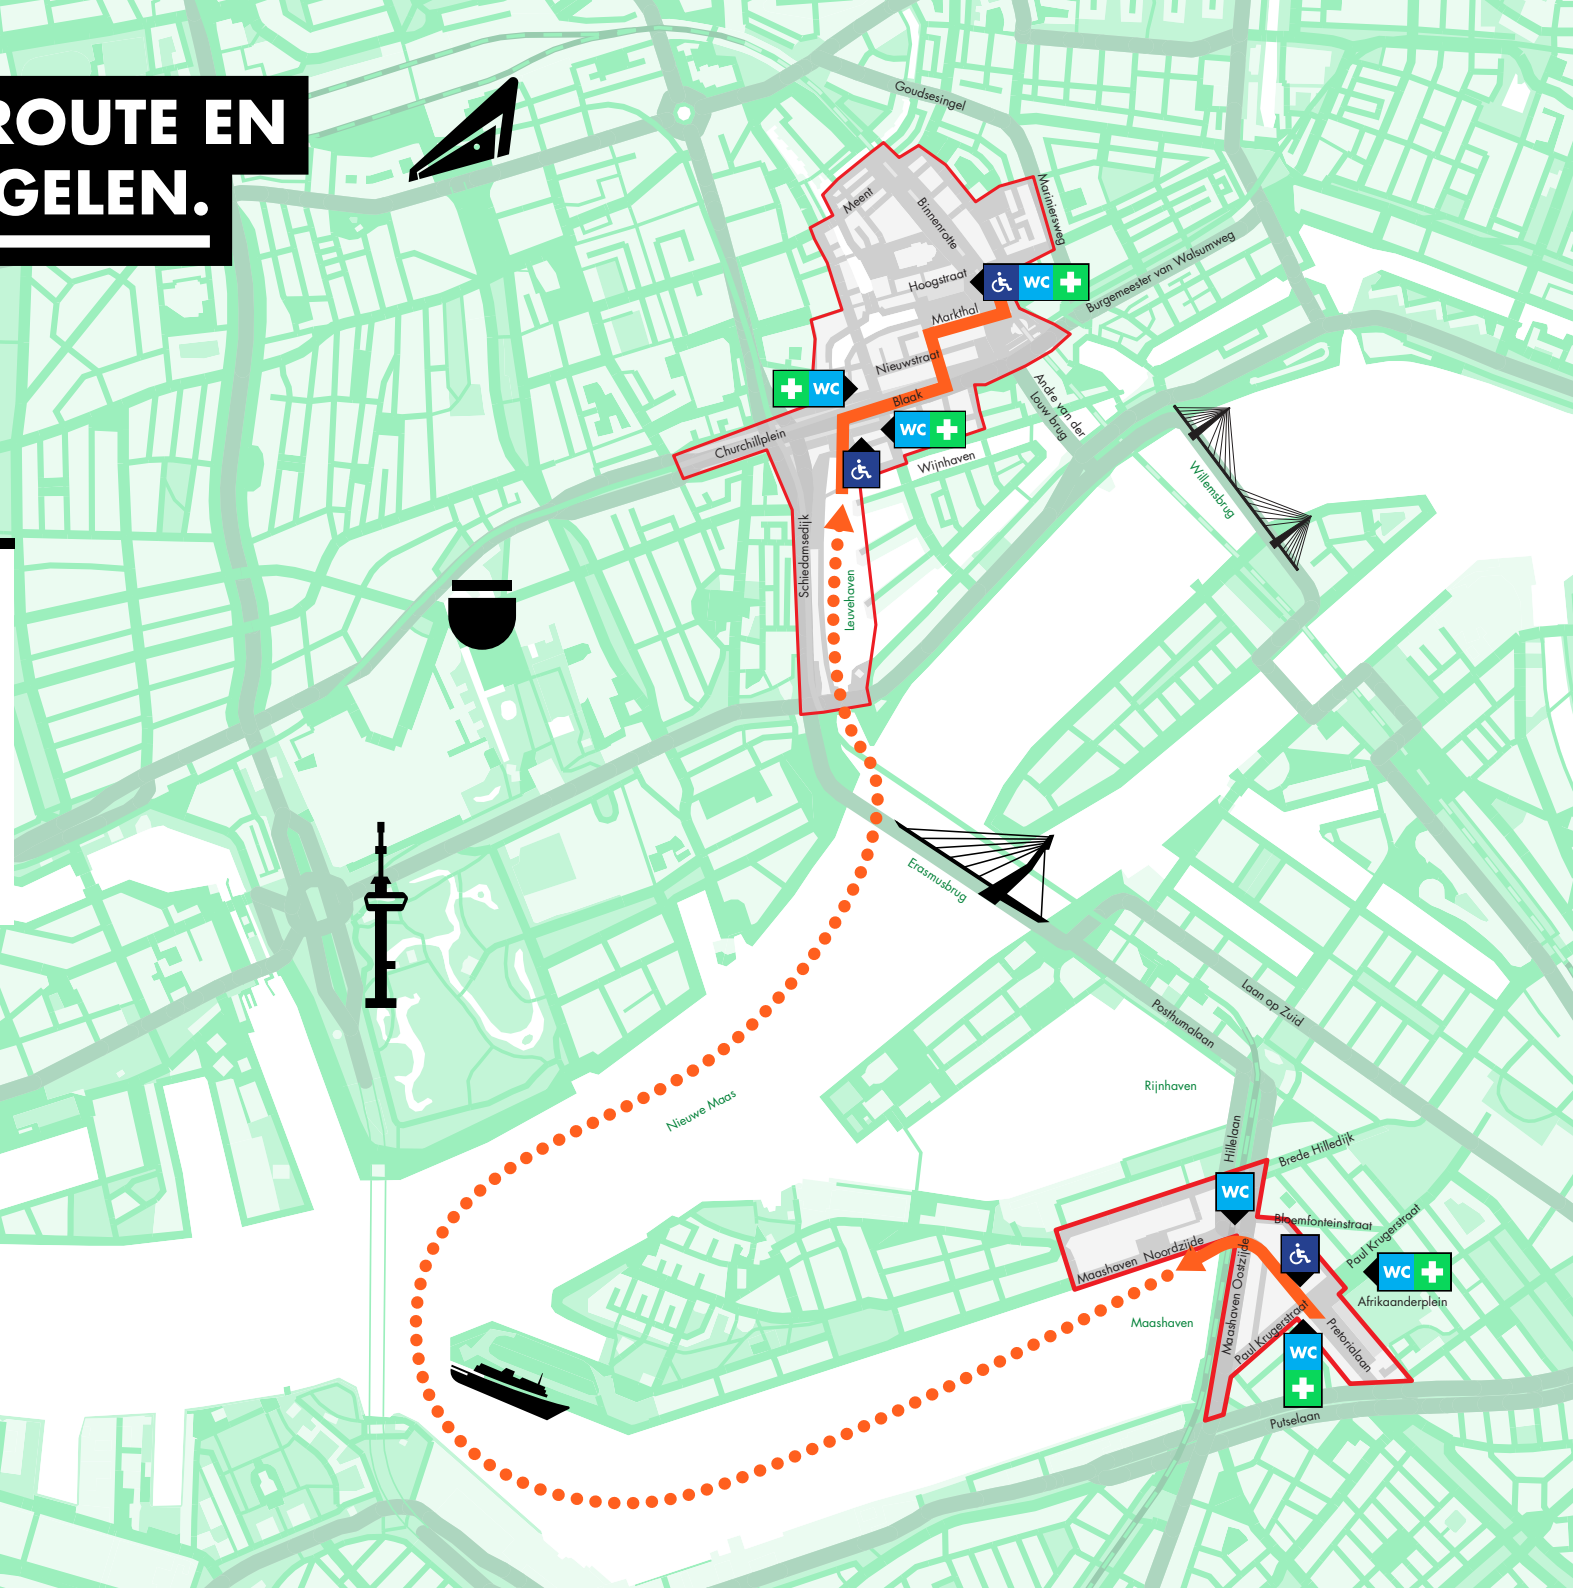 ROUTE EN
GELEN.
Goudsesingel
Mariniersweg
Meent
Binnenrotte
Burgemeester van Walsumweg
Hoogstraat
WC
Markthal
Nieuwstraat
WC
Blaak
Andre van der
Louw brug
WC
Churchillplein
Wijnhaven
Willemsbrug
Schiedamsedijk
Leuvehaven
Erasmusbrug
Laan op Zuid
Posthumalaan
Rijnhaven
Nieuwe Maas
Hillelaan
Brede Hilledijk
WC
Bloemfonteinstraat
Paul Krugerstraat
Maashaven Noordzijde
Maashaven Oostzijde
WC
Afrikaanderplein
Maashaven
Paul Krugerstraat
Pretorialaan
WC
Putselaan